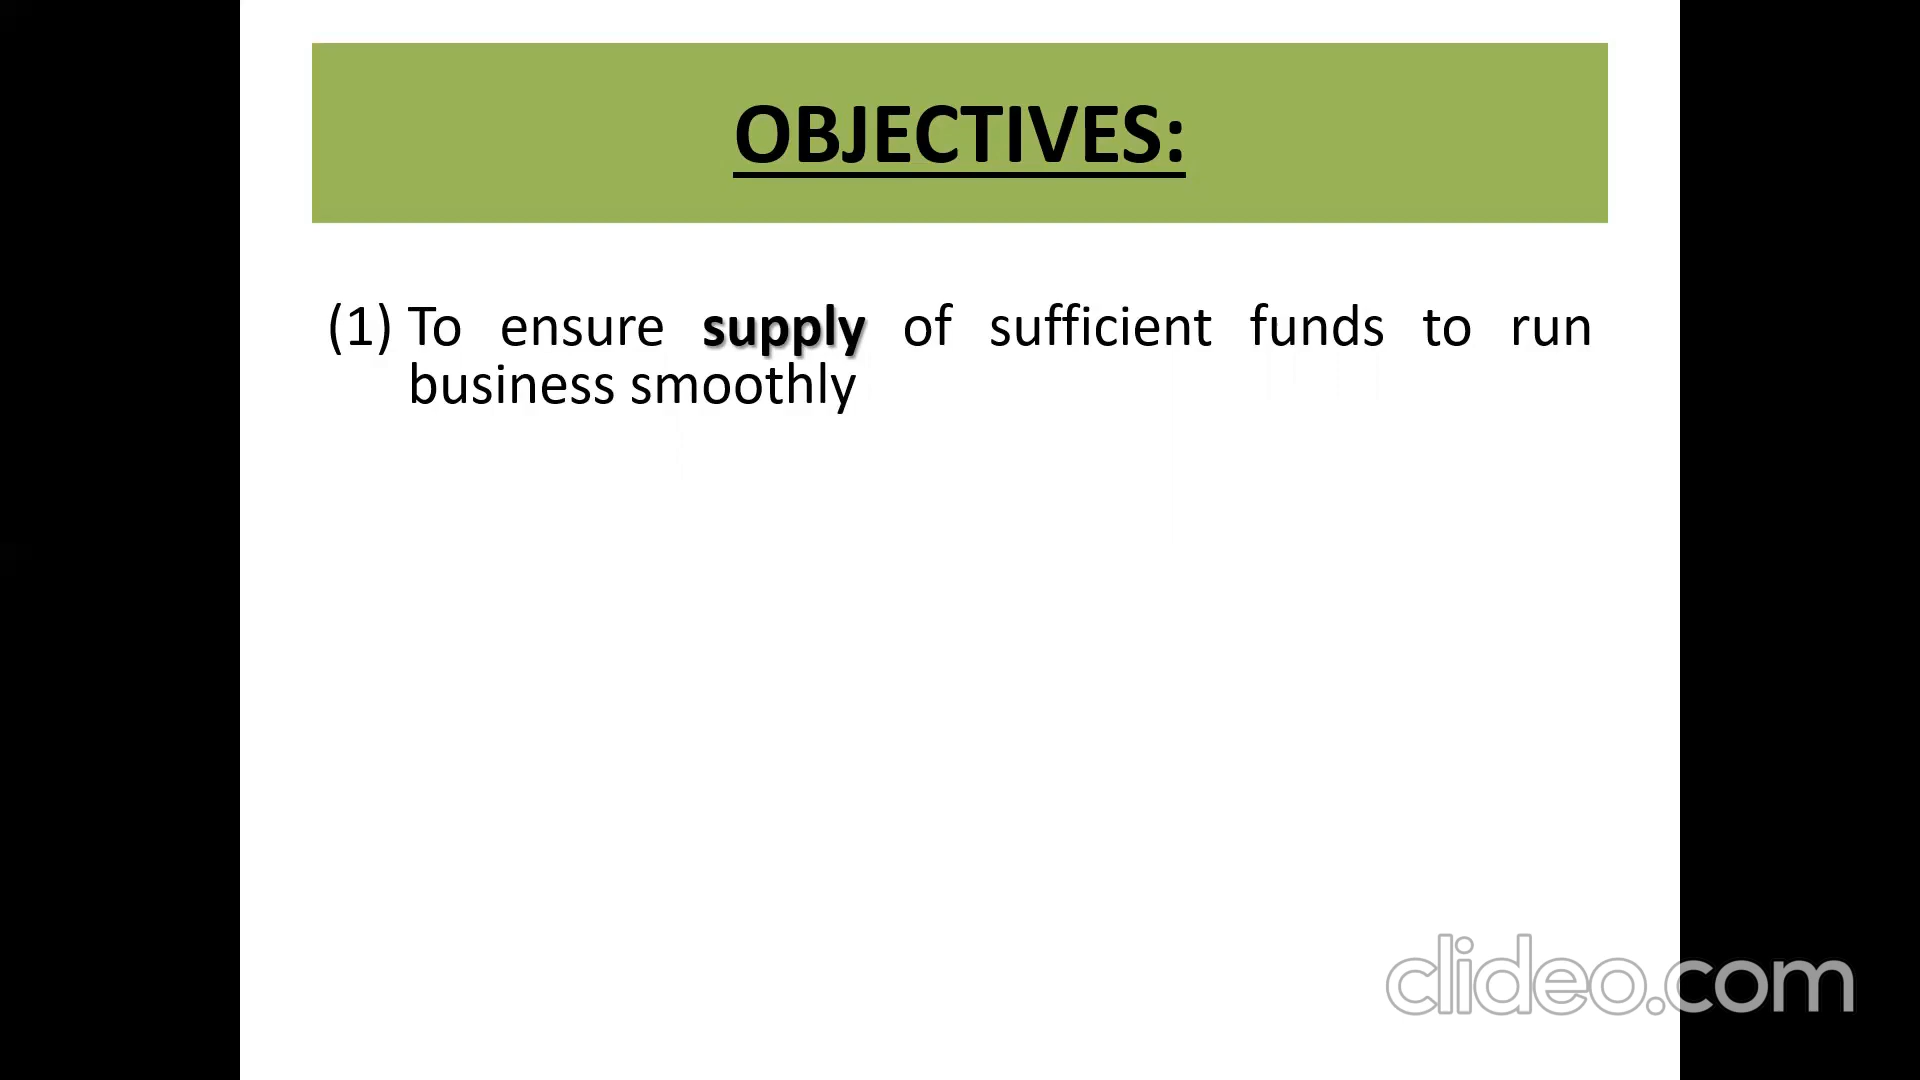 OBJECTIVES:
(1) To ensure supply of sufficient funds to run
business smoothly
clideo.com